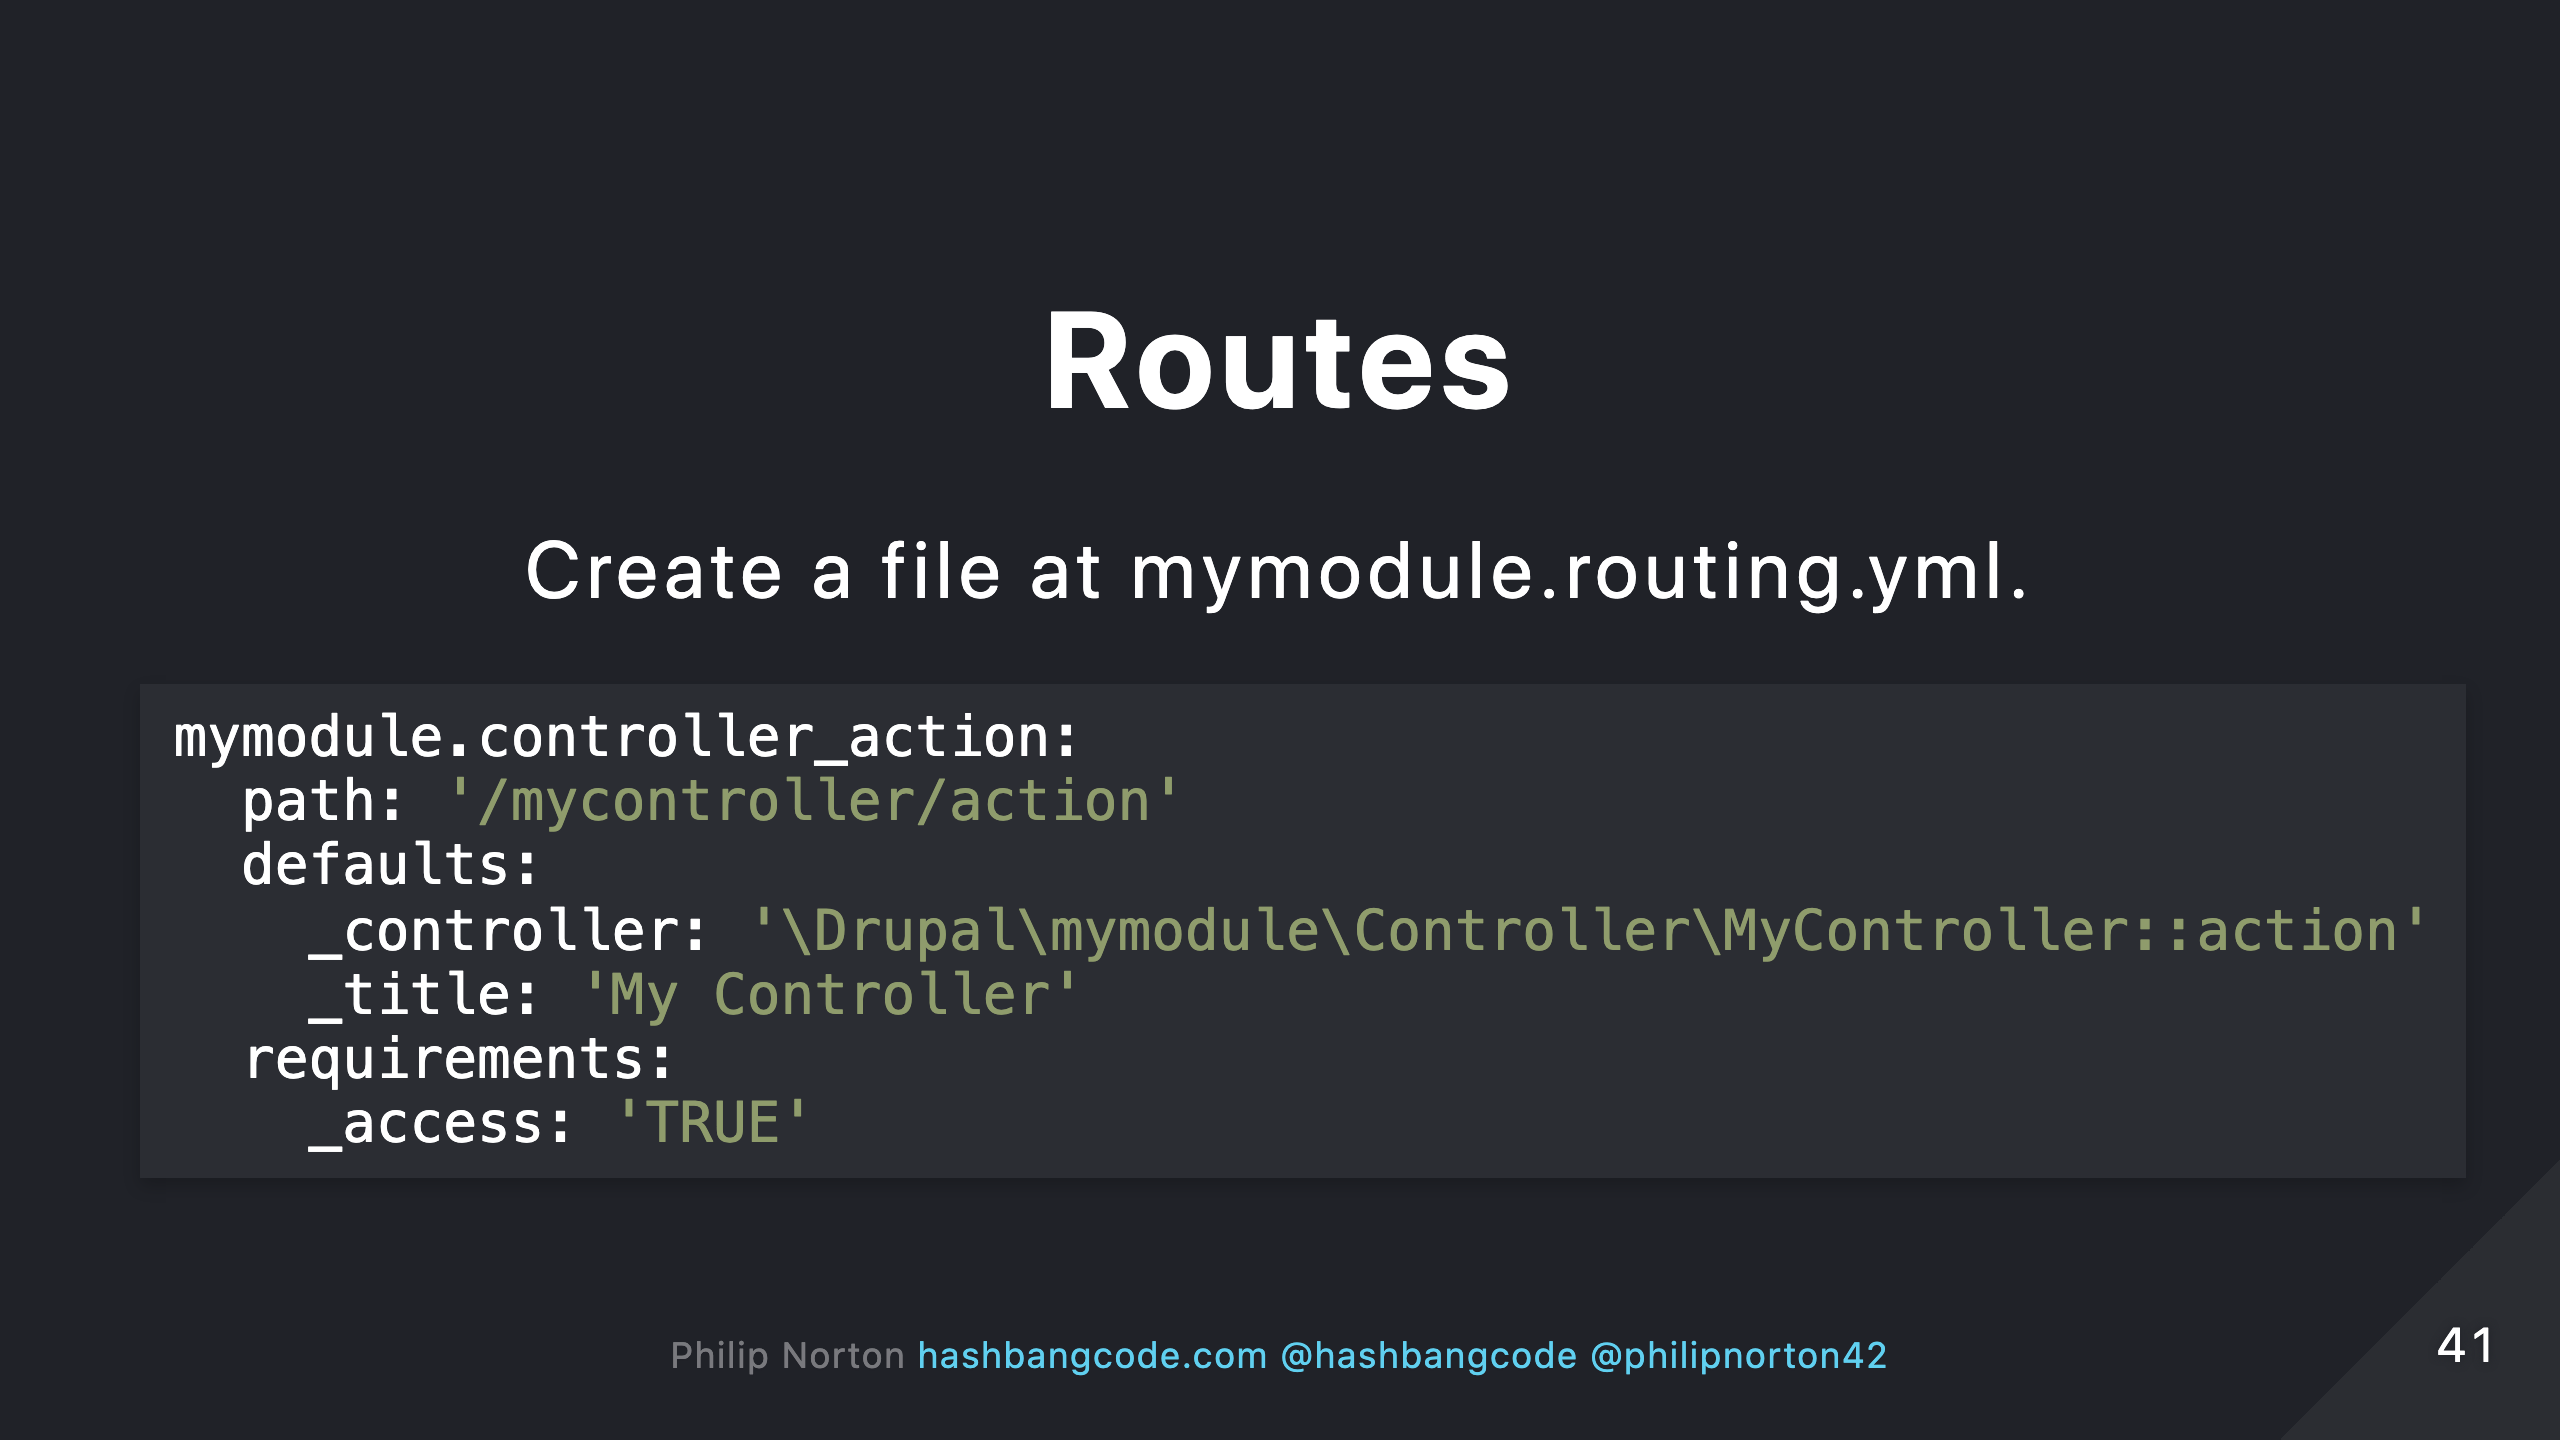 Routes
Create a file at mymodule.routing.yml.
mymodule.controller_action:
  path: '/mycontroller/action'
  defaults:
    _controller: '\Drupal\mymodule\Controller\MyController::action'
    _title: 'My Controller'
  requirements:
    _access: 'TRUE'
Philip Norton hashbangcode.com @hashbangcode @philipnorton42
41